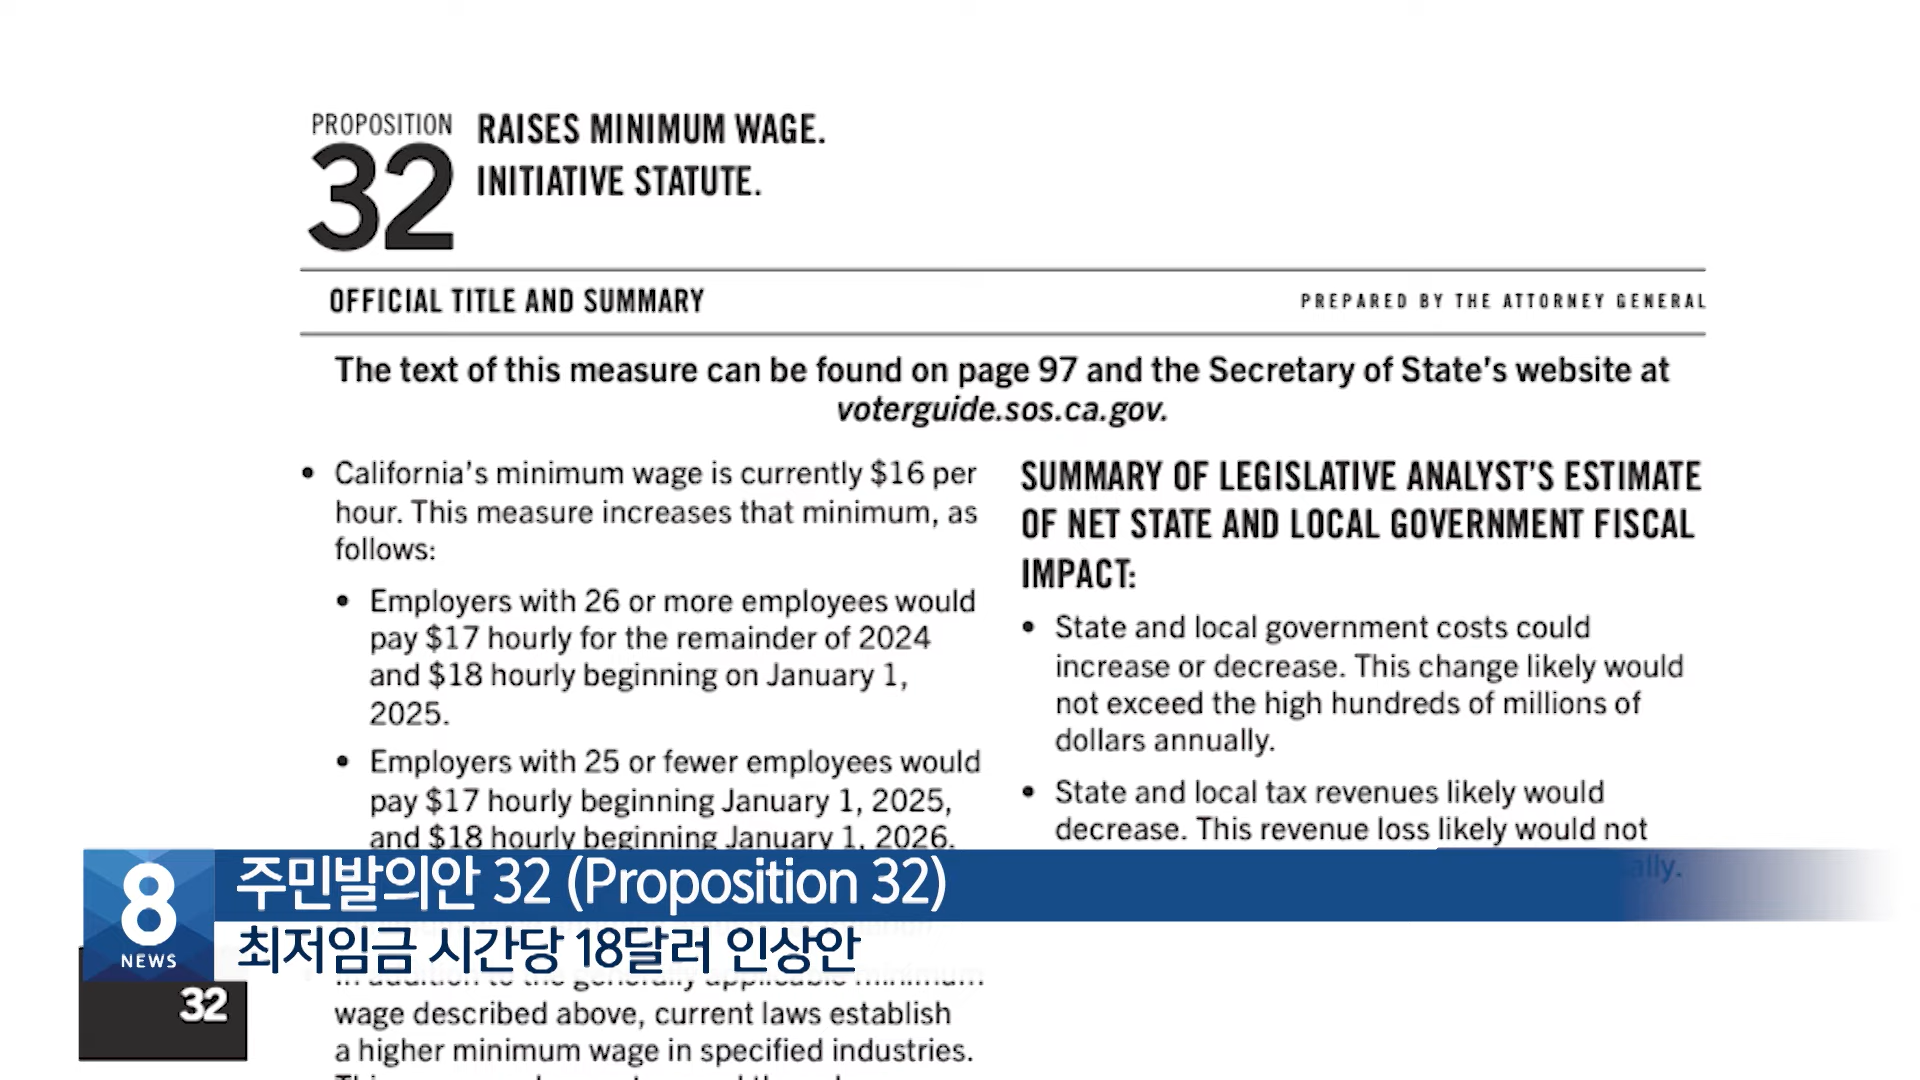 PROPOSITION
32
RAISES MINIMUM WAGE.
INITIATIVE STATUTE.
OFFICIAL TITLE AND SUMMARY
PREPARED BY THE ATTORNEY GENERAL
The text of this measure can be found on page 97 and the Secretary of State's website at
voterguide.sos.ca.gov.
• California's minimum wage is currently $16 per
hour. This measure increases that minimum, as
follows:
• Employers with 26 or more employees would
pay $17 hourly for the remainder of 2024
and $18 hourly beginning on January 1,
2025.
• Employers with 25 or fewer employees would
pay $17 hourly beginning January 1, 2025,
and $18 hourly beginning January 1, 2026.
In addition to the generally applicable minimum
wage described above, current laws establish
a higher minimum wage in specified industries.
SUMMARY OF LEGISLATIVE ANALYST'S ESTIMATE
OF NET STATE AND LOCAL GOVERNMENT FISCAL
IMPACT:
• State and local government costs could
increase or decrease. This change likely would
not exceed the high hundreds of millions of
dollars annually.
• State and local tax revenues likely would
decrease. This revenue loss likely would not
8
NEWS
주민발의안 32 (Proposition 32)
최저임금 시간당 18달러 인상안
32